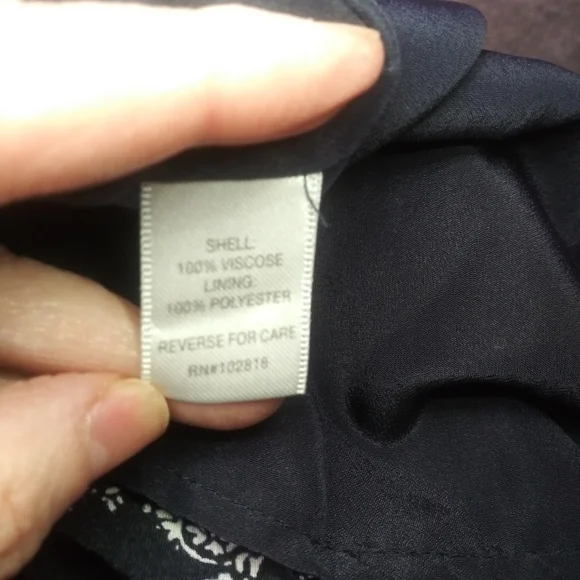 SHELL:
100% VISCOSE
LINING:
100% POLYESTER
REVERSE FOR CARE
RN#102816